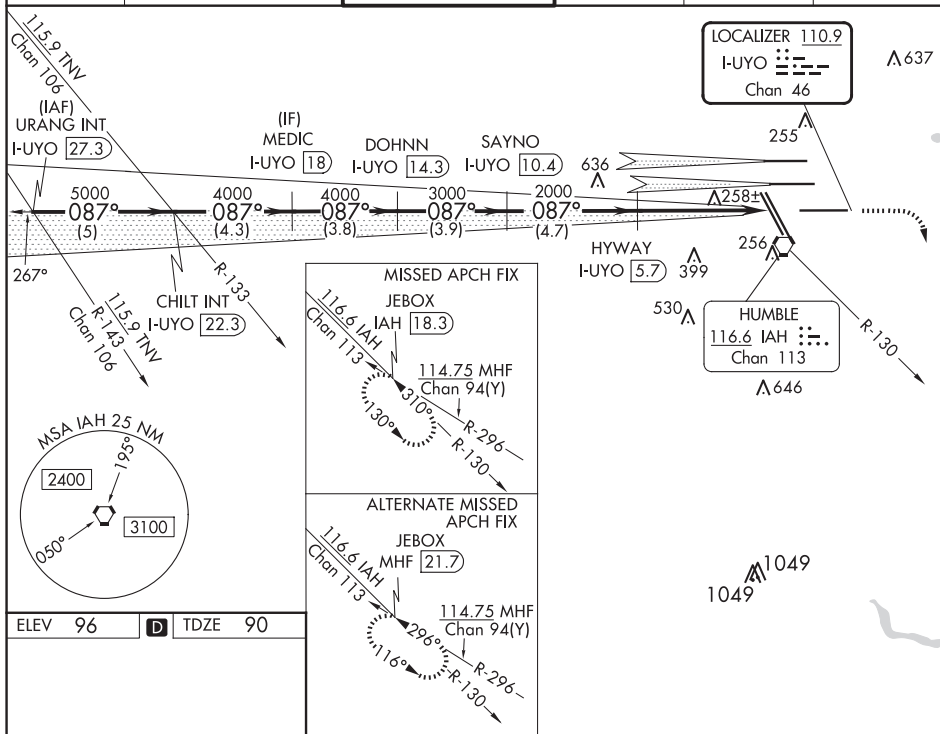 115.9 TNV
Chan 106
(IAF)
URANG INT
I-UYO 27.3
(IF)
MEDIC
I-UYO 18
DOHNN
I-UYO 14.3
SAYNO
I-UYO 10.4
LOCALIZER 110.9
I-UYO
Chan 46
637
255
636
258±
5000
087°
(5)
4000
087°
(4.3)
4000
087°
(3.8)
3000
087°
(3.9)
2000
087°
(4.7)
267°
HYWAY
I-UYO 5.7
399
256
530
CHILT INT
I-UYO 22.3
R-133
115.9 TNV
R-143
Chan 106
HUMBLE
116.6 IAH
Chan 113
R-130
646
MISSED APCH FIX
116.6 IAH
Chan 113
JEBOX
IAH 18.3
114.75 MHF
Chan 94(Y)
310°
130°
R-296
R-130
MSA IAH 25 NM
195°
2400
3100
050°
ALTERNATE MISSED
APCH FIX
116.6 IAH
Chan 113
JEBOX
MHF 21.7
114.75 MHF
Chan 94(Y)
296°
116°
R-296
R-130
1049
1049
ELEV 96 D TDZE 90